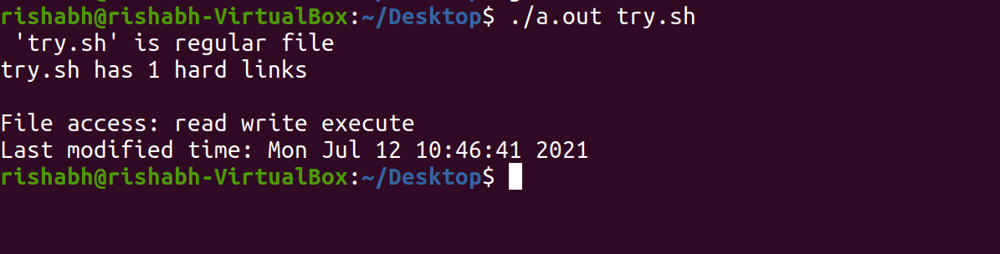 rishabh@rishabh-VirtualBox:~/Desktop$ ./a.out try.sh
 'try.sh' is regular file
try.sh has 1 hard links

File access: read write execute
Last modified time: Mon Jul 12 10:46:41 2021
rishabh@rishabh-VirtualBox:~/Desktop$